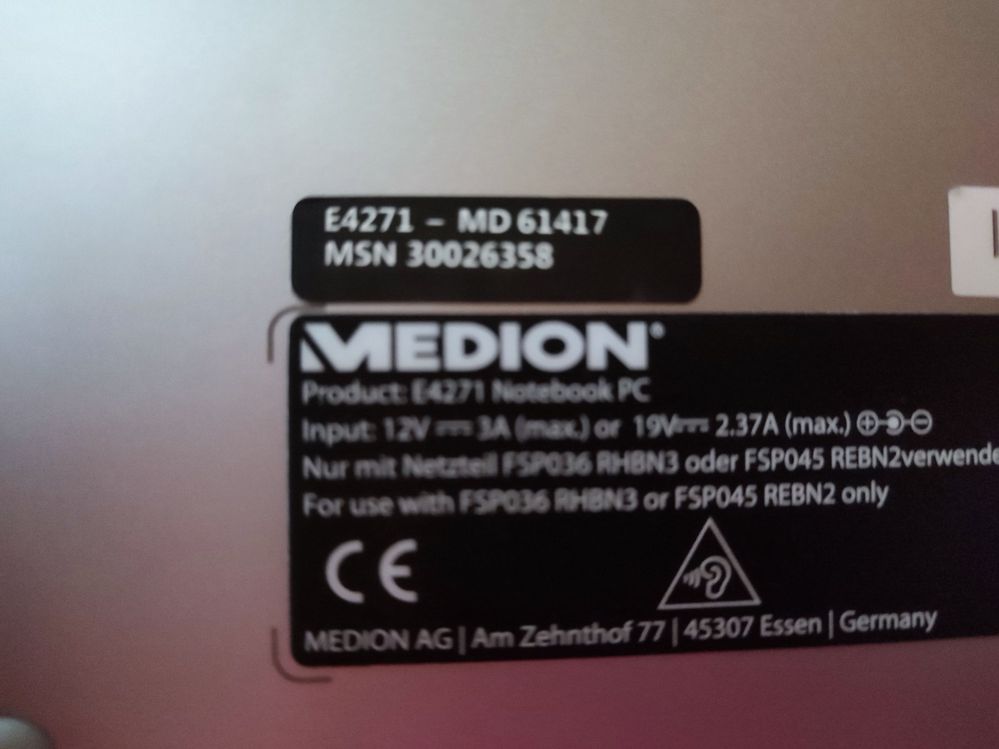 E4271 – MD 61417
MSN 30026358
MEDION®
Product: E4271 Notebook PC
Input: 12V ⎓ 3A (max.) or 19V⎓ 2.37A (max.)
Nur mit Netzteil FSP036 RHBN3 oder FSP045 REBN2verwende
For use with FSP036 RHBN3 or FSP045 REBN2 only
CE
MEDION AG | Am Zehnthof 77 | 45307 Essen | Germany